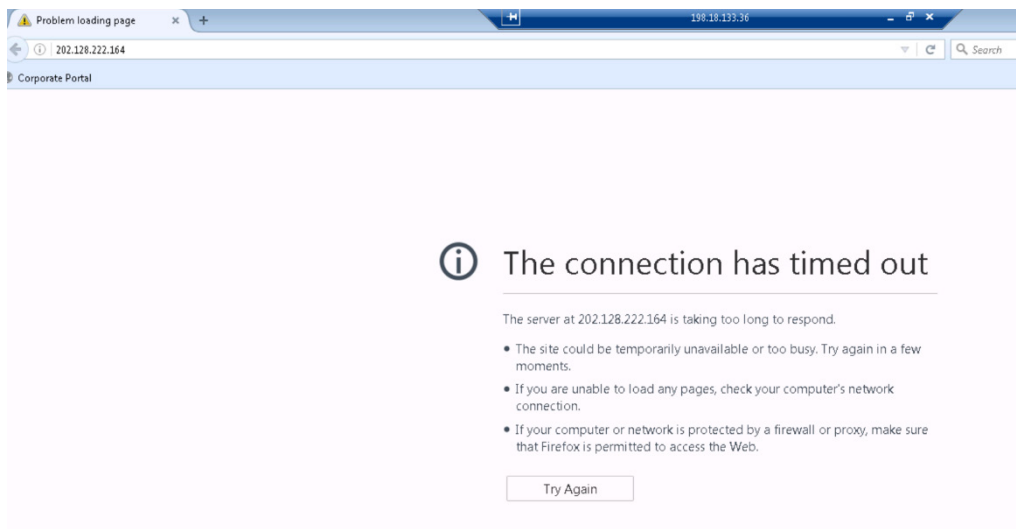 Problem loading page
198.18.133.36
202.128.222.164
Search
Corporate Portal
The connection has timed out
The server at 202.128.222.164 is taking too long to respond.
• The site could be temporarily unavailable or too busy. Try again in a few
moments.
• If you are unable to load any pages, check your computer's network
connection.
• If your computer or network is protected by a firewall or proxy, make sure
that Firefox is permitted to access the Web.
Try Again